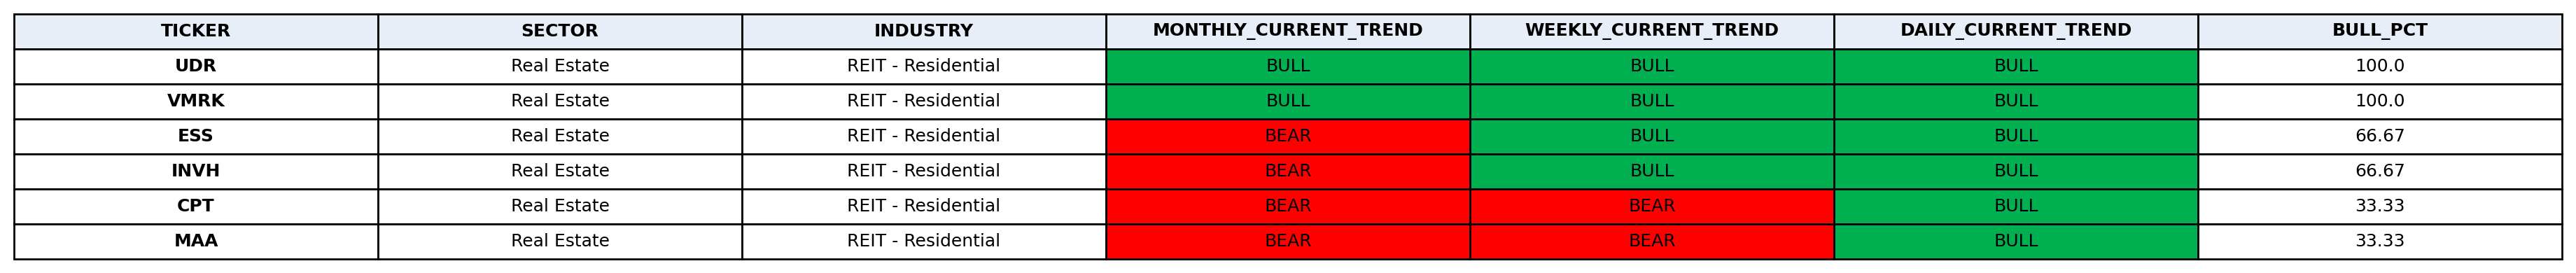 TICKER SECTOR INDUSTRY MONTHLY_CURRENT_TREND WEEKLY_CURRENT_TREND DAILY_CURRENT_TREND BULL_PCT
UDR Real Estate REIT - Residential BULL BULL BULL 100.0
VMRK Real Estate REIT - Residential BULL BULL BULL 100.0
ESS Real Estate REIT - Residential BEAR BULL BULL 66.67
INVH Real Estate REIT - Residential BEAR BULL BULL 66.67
CPT Real Estate REIT - Residential BEAR BEAR BULL 33.33
MAA Real Estate REIT - Residential BEAR BEAR BULL 33.33